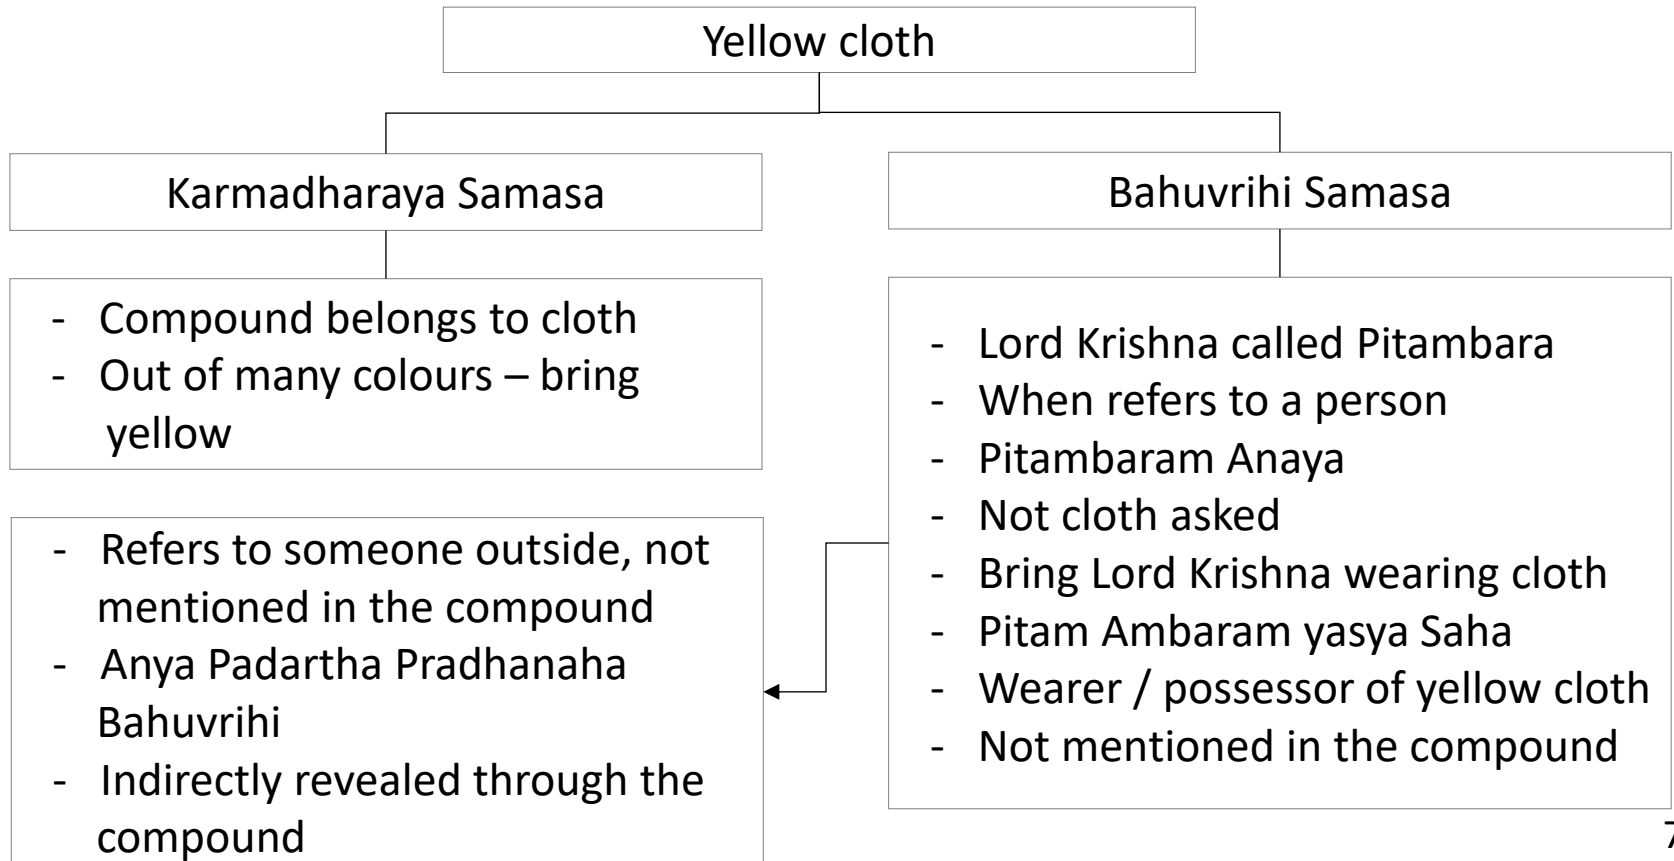 Yellow cloth
Karmadharaya Samasa
- Compound belongs to cloth
- Out of many colours – bring
yellow
Bahuvrihi Samasa
- Lord Krishna called Pitambara
- When refers to a person
- Pitambaram Anaya
- Not cloth asked
- Bring Lord Krishna wearing cloth
- Pitam Ambaram yasya Saha
- Wearer / possessor of yellow cloth
- Not mentioned in the compound
- Refers to someone outside, not
mentioned in the compound
- Anya Padartha Pradhanaha
Bahuvrihi
- Indirectly revealed through the
compound